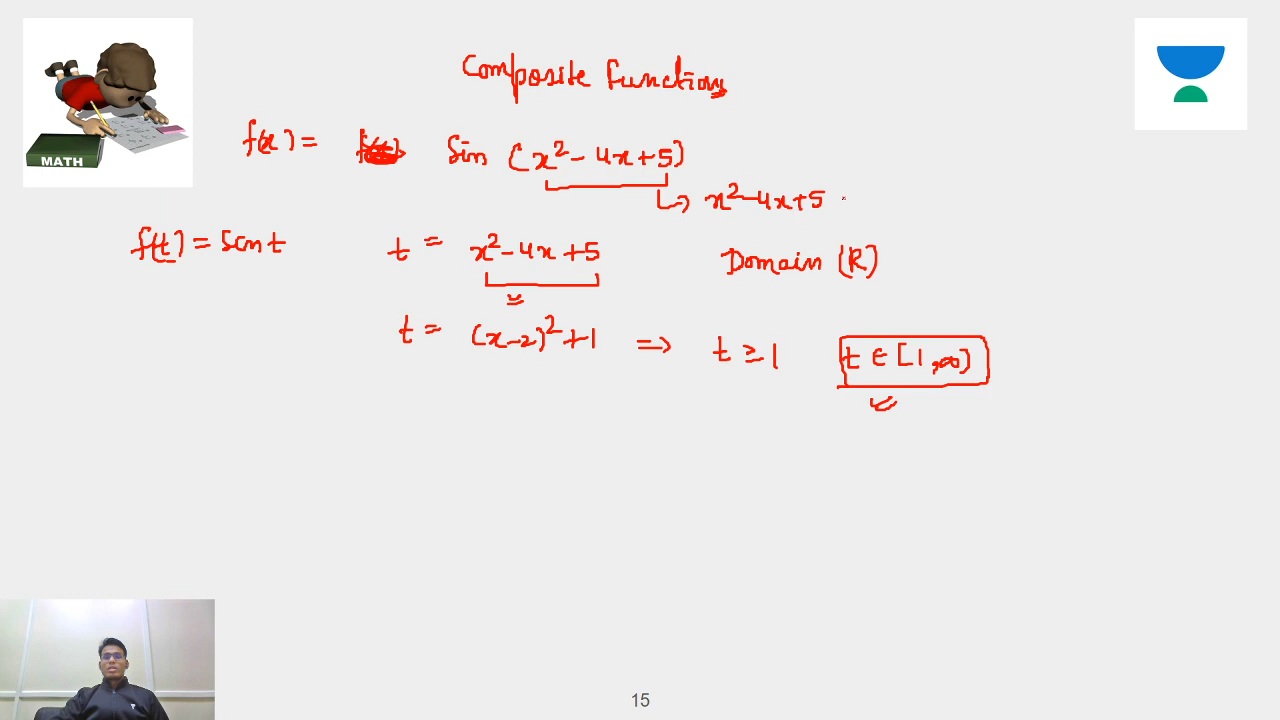 Composite Functions
f(x) = Sin (x²-4x+5)
↳ x²-4x+5
f(t) = Sin t t = x²-4x+5 Domain (R)
t = (x-2)²+1 ⇒ t ≥ 1 t ∈ [1,∞)
MATH
15